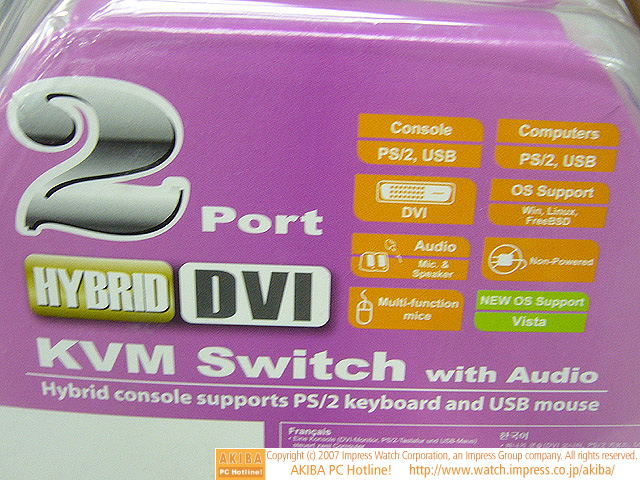 2
Port
HYBRID DVI
KVM Switch with Audio
Hybrid console supports PS/2 keyboard and USB mouse
Console
PS/2, USB
Computers
PS/2, USB
DVI
OS Support
Win, Linux,
FreeBSD
Audio
Mic. &
Speaker
Non-Powered
Multi-function
mice
NEW OS Support
Vista
Français
한국어
AKIBA
PC Hotline!
Copyright (c) 2007 Impress Watch Corporation, an Impress Group company. All rights reserved.
AKIBA PC Hotline! http://www.watch.impress.co.jp/akiba/